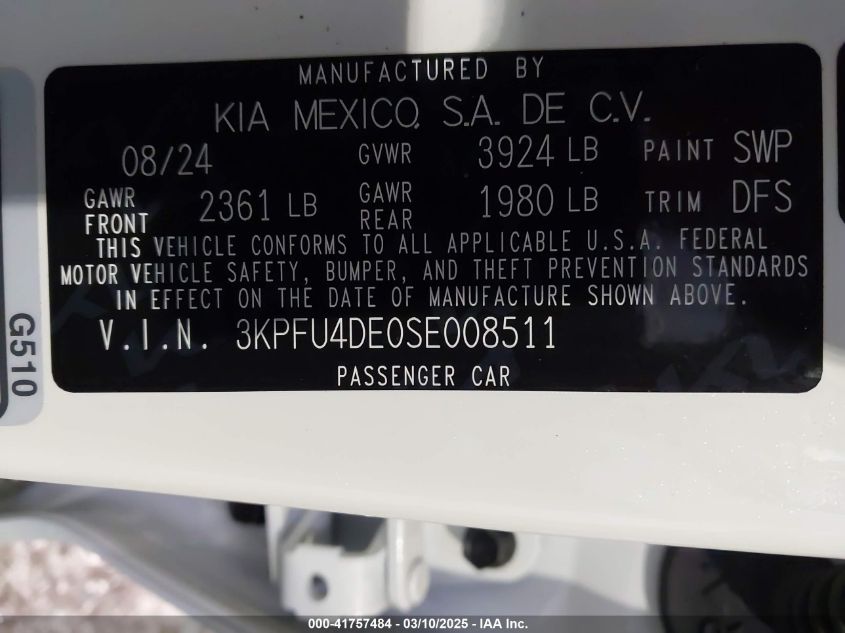 MANUFACTURED BY
KIA MEXICO, S.A. DE C.V.
08/24 GVWR 3924 LB PAINT SWP
GAWR FRONT 2361 LB GAWR REAR 1980 LB TRIM DFS
THIS VEHICLE CONFORMS TO ALL APPLICABLE U.S.A. FEDERAL
MOTOR VEHICLE SAFETY, BUMPER, AND THEFT PREVENTION STANDARDS
IN EFFECT ON THE DATE OF MANUFACTURE SHOWN ABOVE.
V.I.N. 3KPFU4DE0SE008511
PASSENGER CAR
G510
000-41757484 - 03/10/2025 - IAA Inc.